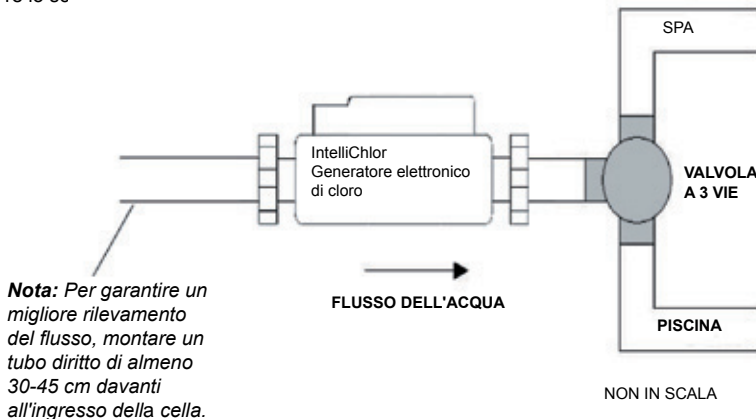 SPA
IntelliChlor
Generatore elettronico
di cloro
VALVOLA
A 3 VIE
Nota: Per garantire un
migliore rilevamento
del flusso, montare un
tubo diritto di almeno
30-45 cm davanti
all'ingresso della cella.
FLUSSO DELL'ACQUA
PISCINA
NON IN SCALA